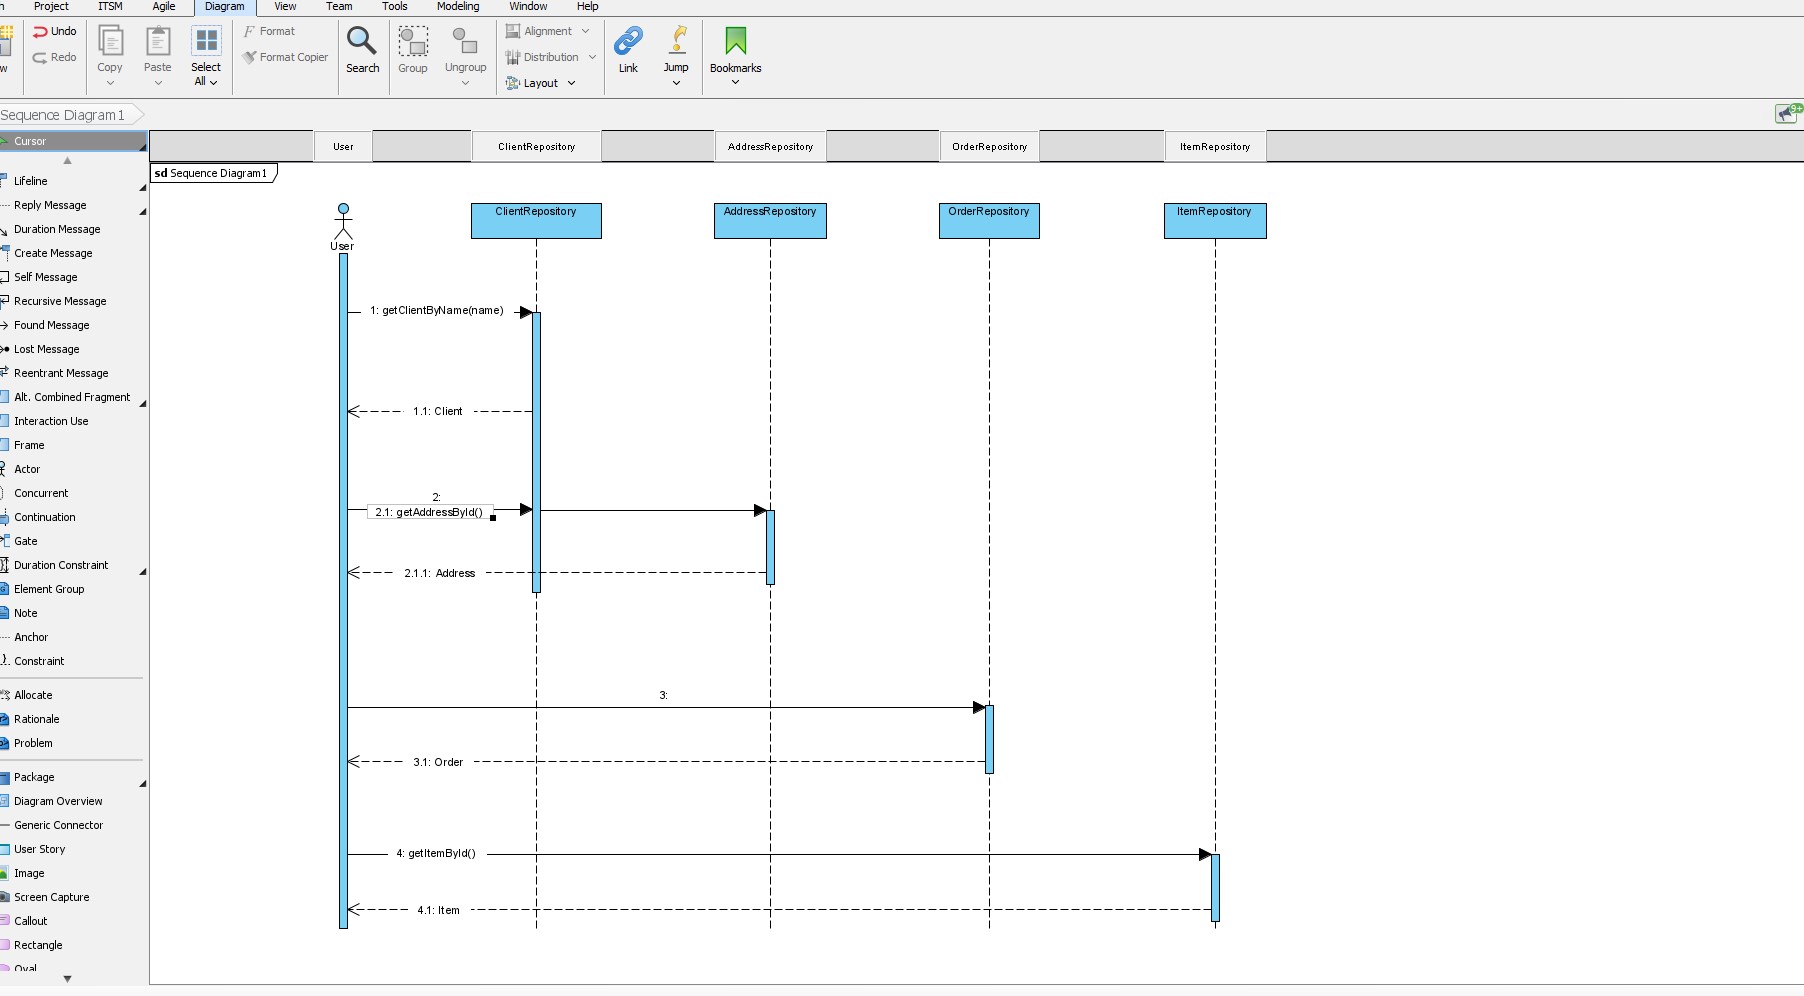 Project ITSM Agile Diagram View Team Tools Modeling Window Help
Undo
Redo
Copy
Paste
Select
All
Format
Format Copier
Search
Group
Ungroup
Alignment
Distribution
Layout
Link
Jump
Bookmarks
Sequence Diagram1
9+
Cursor
Lifeline
Reply Message
Duration Message
Create Message
Self Message
Recursive Message
Found Message
Lost Message
Reentrant Message
Alt. Combined Fragment
Interaction Use
Frame
Actor
Concurrent
Continuation
Gate
Duration Constraint
Element Group
Note
Anchor
Constraint
Allocate
Rationale
Problem
Package
Diagram Overview
Generic Connector
User Story
Image
Screen Capture
Callout
Rectangle
Oval
User ClientRepository AddressRepository OrderRepository ItemRepository
sd Sequence Diagram1
ClientRepository AddressRepository OrderRepository ItemRepository
User
1: getClientByName(name)
1.1: Client
2:
2.1: getAddressById()
2.1.1: Address
3:
3.1: Order
4: getItemById()
4.1: Item